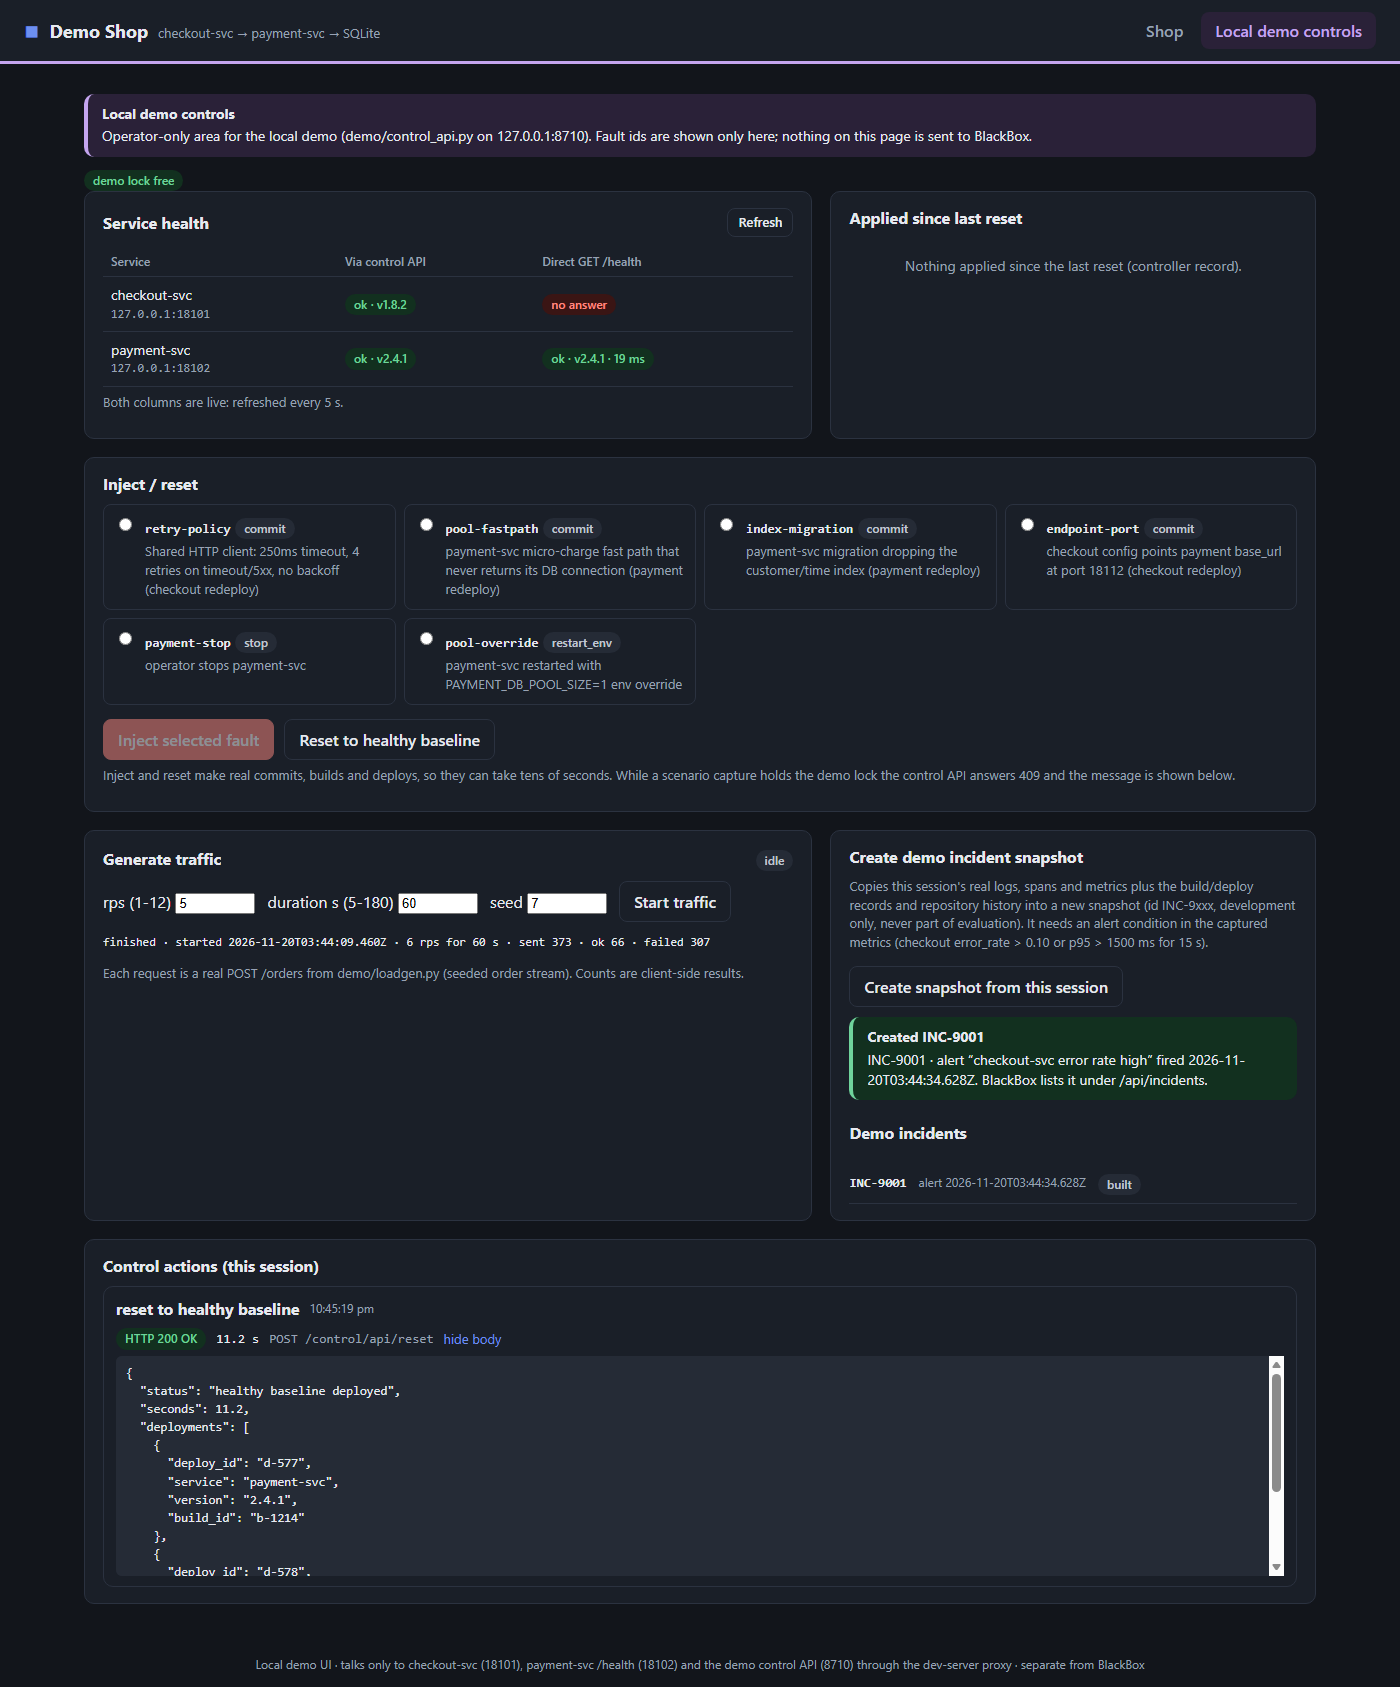 Demo Shop checkout-svc → payment-svc → SQLite
Shop
Local demo controls
Local demo controls
Operator-only area for the local demo (demo/control_api.py on 127.0.0.1:8710). Fault ids are shown only here; nothing on this page is sent to BlackBox.
demo lock free
Service health
Refresh
Service Via control API Direct GET /health
checkout-svc
127.0.0.1:18101
ok · v1.8.2
no answer
payment-svc
127.0.0.1:18102
ok · v2.4.1
ok · v2.4.1 · 19 ms
Both columns are live: refreshed every 5 s.
Applied since last reset
Nothing applied since the last reset (controller record).
Inject / reset
retry-policy commit
Shared HTTP client: 250ms timeout, 4
retries on timeout/5xx, no backoff
(checkout redeploy)
pool-fastpath commit
payment-svc micro-charge fast path that
never returns its DB connection (payment
redeploy)
index-migration commit
payment-svc migration dropping the
customer/time index (payment redeploy)
endpoint-port commit
checkout config points payment base_url
at port 18112 (checkout redeploy)
payment-stop stop
operator stops payment-svc
pool-override restart_env
payment-svc restarted with
PAYMENT_DB_POOL_SIZE=1 env override
Inject selected fault
Reset to healthy baseline
Inject and reset make real commits, builds and deploys, so they can take tens of seconds. While a scenario capture holds the demo lock the control API answers 409 and the message is shown below.
Generate traffic
idle
rps (1-12) 5 duration s (5-180) 60 seed 7 Start traffic
finished · started 2026-11-20T03:44:09.460Z · 6 rps for 60 s · sent 373 · ok 66 · failed 307
Each request is a real POST /orders from demo/loadgen.py (seeded order stream). Counts are client-side results.
Create demo incident snapshot
Copies this session's real logs, spans and metrics plus the build/deploy
records and repository history into a new snapshot (id INC-9xxx, development
only, never part of evaluation). It needs an alert condition in the captured
metrics (checkout error_rate > 0.10 or p95 > 1500 ms for 15 s).
Create snapshot from this session
Created INC-9001
INC-9001 · alert “checkout-svc error rate high” fired 2026-11-
20T03:44:34.628Z. BlackBox lists it under /api/incidents.
Demo incidents
INC-9001 alert 2026-11-20T03:44:34.628Z built
Control actions (this session)
reset to healthy baseline 10:45:19 pm
HTTP 200 OK 11.2 s POST /control/api/reset hide body
{
"status": "healthy baseline deployed",
"seconds": 11.2,
"deployments": [
{
"deploy_id": "d-577",
"service": "payment-svc",
"version": "2.4.1",
"build_id": "b-1214"
},
{
"deploy_id": "d-578",
Local demo UI · talks only to checkout-svc (18101), payment-svc /health (18102) and the demo control API (8710) through the dev-server proxy · separate from BlackBox